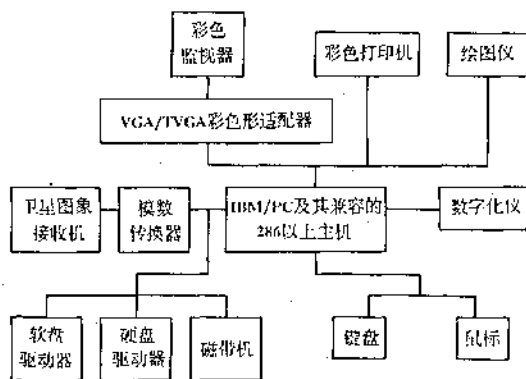 彩色
监视器
彩色打印机
绘图仪
VGA/TVGA彩色形适配器
卫星图象
接收机
模数
转换器
IBM/PC及其兼容的
286以上主机
数字化仪
软盘
驱动器
硬盘
驱动器
磁带机
键盘
鼠标